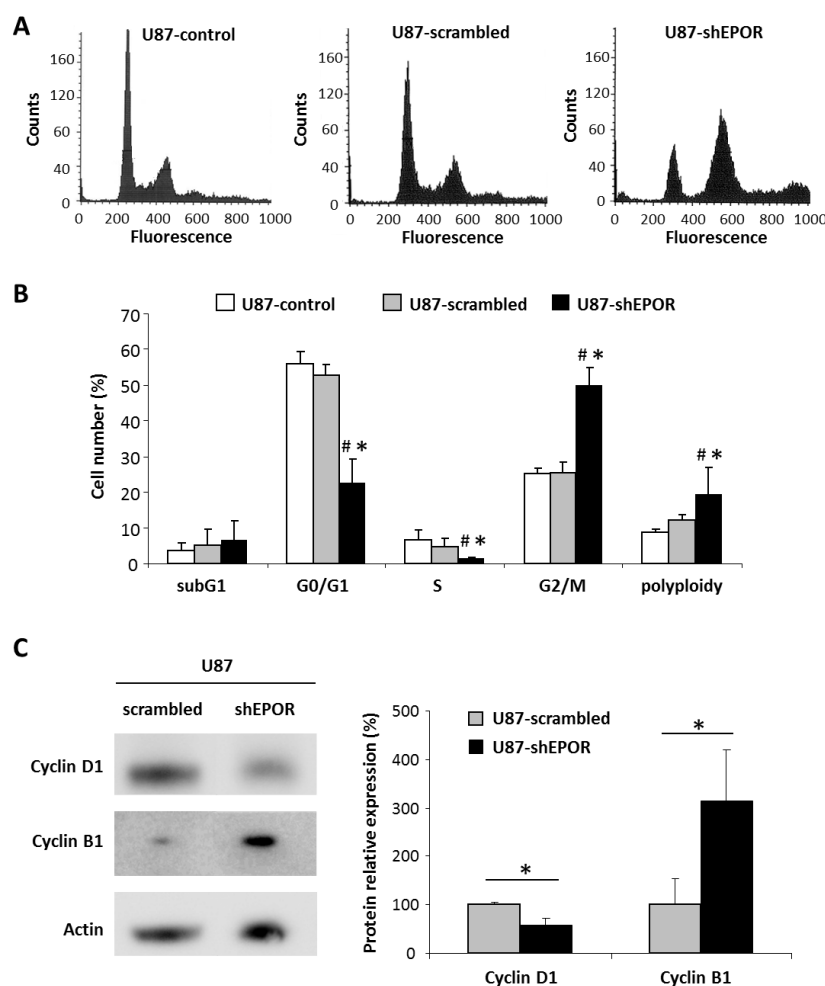 A
U87-control
U87-scrambled
U87-shEPOR
Counts
160
120
60
40
0
0 200 400 600 800 1000
Fluorescence
Counts
160
120
60
40
0
0 200 400 600 800 1000
Fluorescence
Counts
160
120
60
40
0
0 200 400 600 800 1000
Fluorescence
B
U87-control
U87-scrambled
U87-shEPOR
Cell number (%)
70
60
50
40
30
20
10
0
# *
# *
# *
# *
subG1
G0/G1
S
G2/M
polyploidy
C
U87
scrambled
shEPOR
Cyclin D1
Cyclin B1
Actin
Protein relative expression (%)
500
400
300
200
100
0
U87-scrambled
U87-shEPOR
*
*
Cyclin D1
Cyclin B1